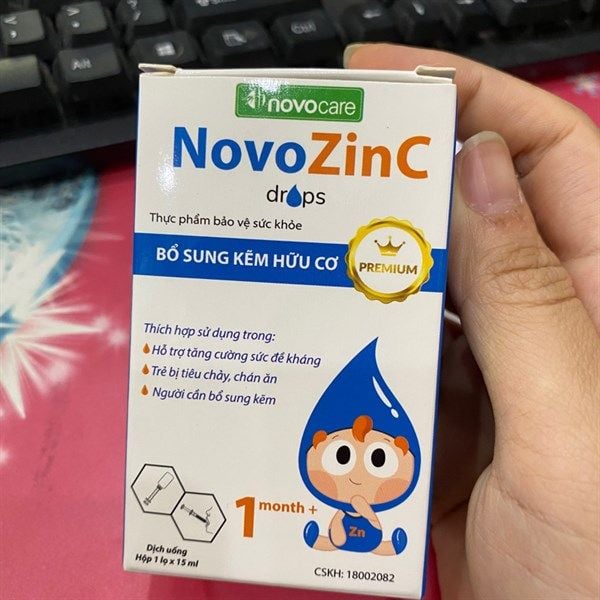 novocare
NovoZinC
drops
Thực phẩm bảo vệ sức khỏe
BỔ SUNG KẼM HỮU CƠ
PREMIUM
Thích hợp sử dụng trong:
Hỗ trợ tăng cường sức đề kháng
Trẻ bị tiêu chảy, chán ăn
Người cần bổ sung kẽm
1 month +
Zn
Dịch uống
Hộp 1 lọ x 15 ml
CSKH: 18002082